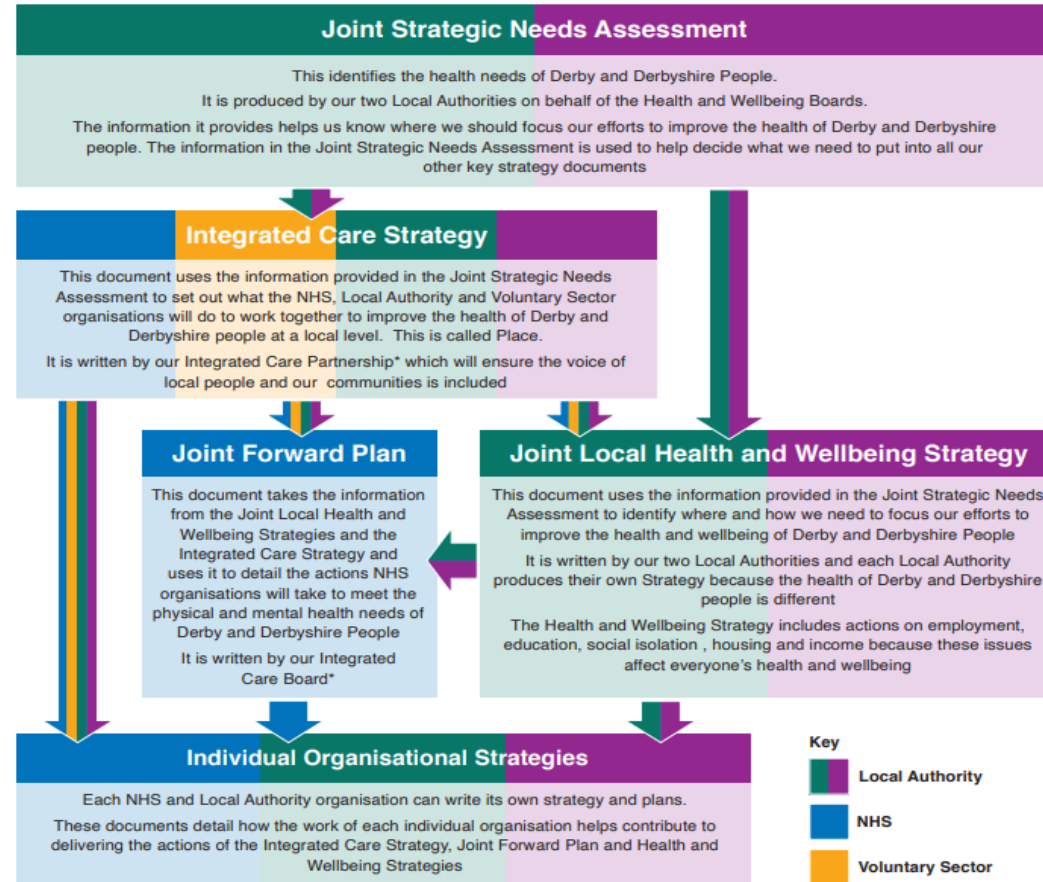 Joint Strategic Needs Assessment
This identifies the health needs of Derby and Derbyshire People.
It is produced by our two Local Authorities on behalf of the Health and Wellbeing Boards.
The information it provides helps us know where we should focus our efforts to improve the health of Derby and Derbyshire
people. The information in the Joint Strategic Needs Assessment is used to help decide what we need to put into all our
other key strategy documents
Integrated Care Strategy
This document uses the information provided in the Joint Strategic Needs
Assessment to set out what the NHS, Local Authority and Voluntary Sector
organisations will do to work together to improve the health of Derby and
Derbyshire people at a local level. This is called Place.
It is written by our Integrated Care Partnership* which will ensure the voice of
local people and our communities is included
Joint Forward Plan
This document takes the information
from the Joint Local Health and
Wellbeing Strategies and the
Integrated Care Strategy and
uses it to detail the actions NHS
organisations will take to meet the
physical and mental health needs of
Derby and Derbyshire People
It is written by our Integrated
Care Board*
Joint Local Health and Wellbeing Strategy
This document uses the information provided in the Joint Strategic Needs
Assessment to identify where and how we need to focus our efforts to
improve the health and wellbeing of Derby and Derbyshire People
It is written by our two Local Authorities and each Local Authority
produces their own Strategy because the health of Derby and Derbyshire
people is different
The Health and Wellbeing Strategy includes actions on employment,
education, social isolation , housing and income because these issues
affect everyone's health and wellbeing
Individual Organisational Strategies
Each NHS and Local Authority organisation can write its own strategy and plans.
These documents detail how the work of each individual organisation helps contribute to
delivering the actions of the Integrated Care Strategy, Joint Forward Plan and Health and
Wellbeing Strategies
Key
Local Authority
NHS
Voluntary Sector